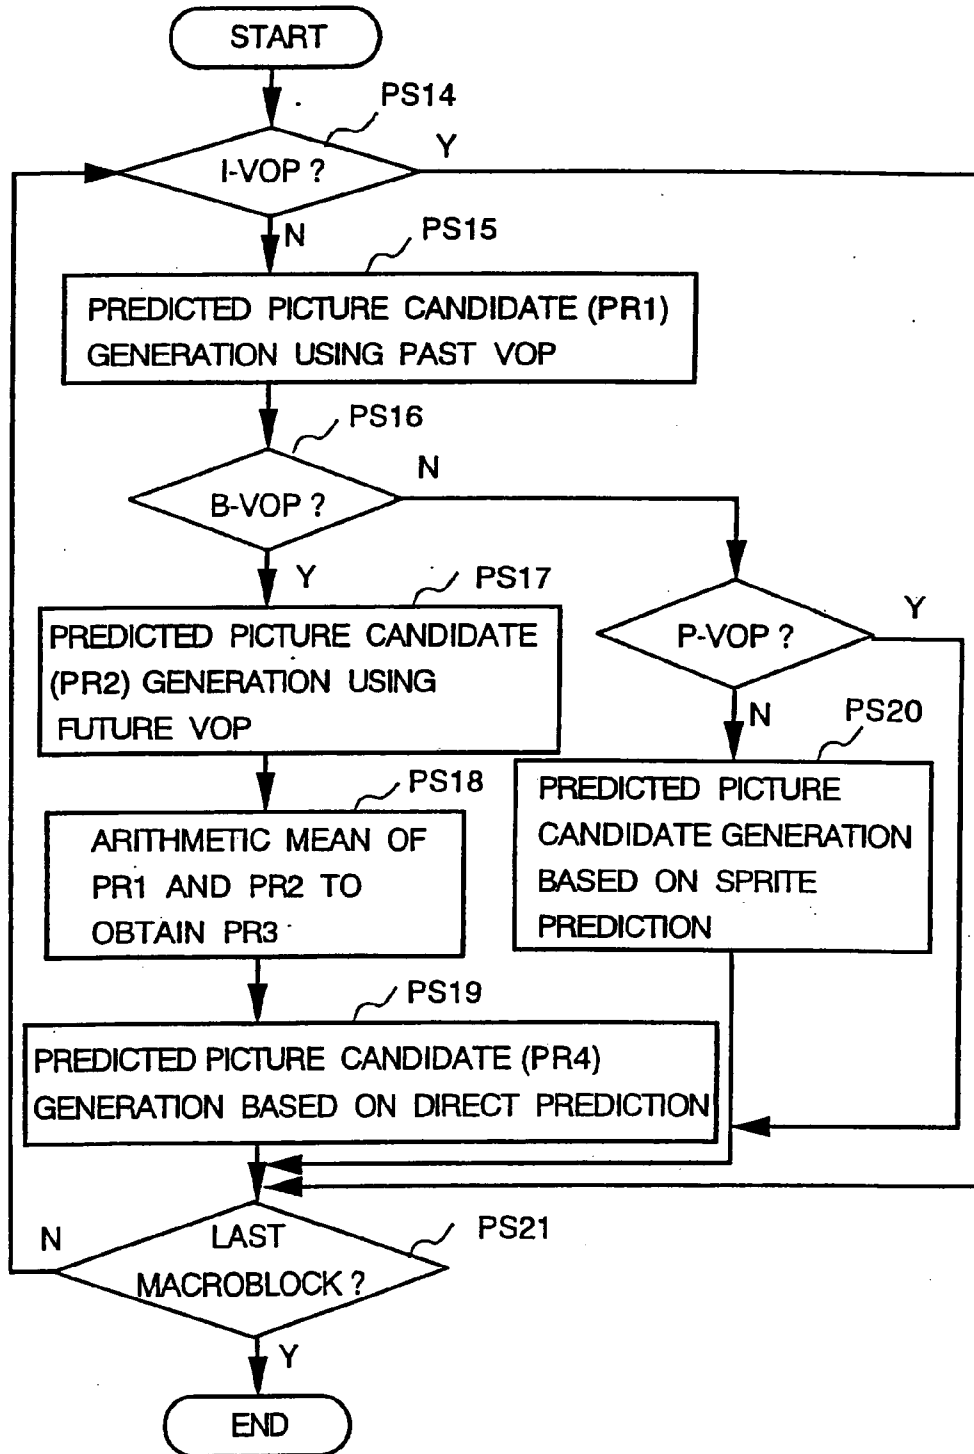 START
PS14
I-VOP ?
Y
N
PS15
PREDICTED PICTURE CANDIDATE (PR1)
GENERATION USING PAST VOP
PS16
B-VOP ?
N
Y
PS17
PREDICTED PICTURE CANDIDATE
(PR2) GENERATION USING
FUTURE VOP
P-VOP ?
Y
N
PS20
PREDICTED PICTURE
CANDIDATE GENERATION
BASED ON SPRITE
PREDICTION
PS18
ARITHMETIC MEAN OF
PR1 AND PR2 TO
OBTAIN PR3
PS19
PREDICTED PICTURE CANDIDATE (PR4)
GENERATION BASED ON DIRECT PREDICTION
PS21
LAST
MACROBLOCK ?
N
Y
END